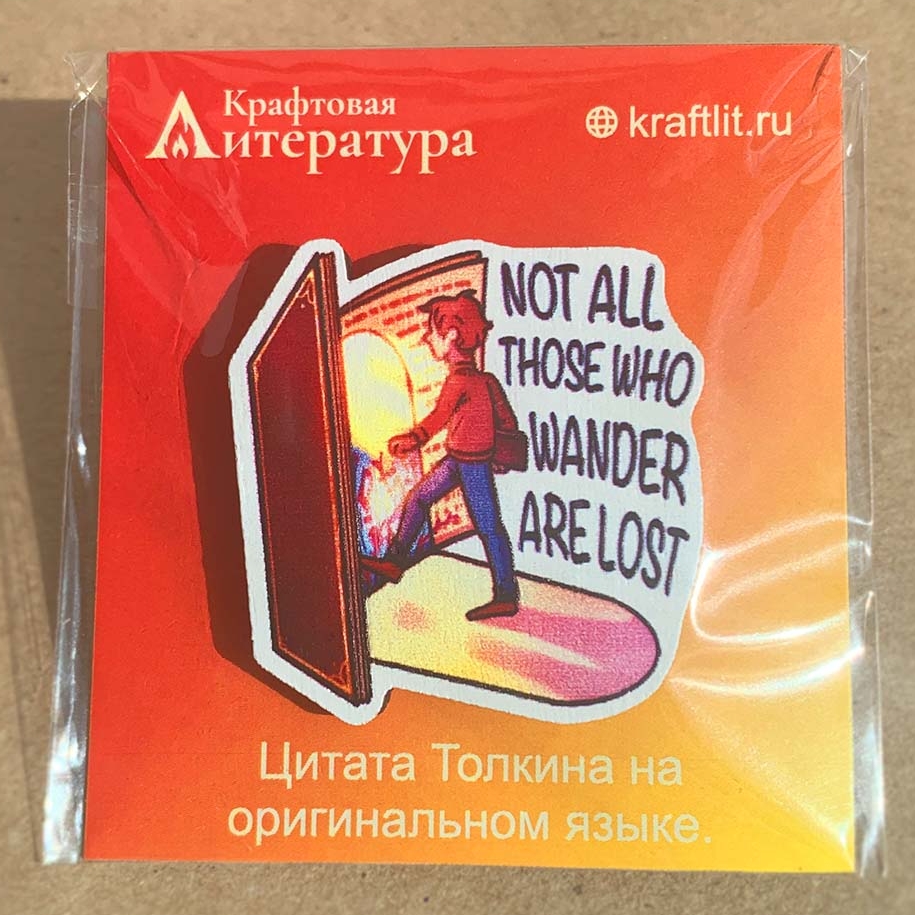 Крафтовая
Литература
kraftlit.ru
NOT ALL
THOSE WHO
WANDER
ARE LOST
Цитата Толкина на
оригинальном языке.